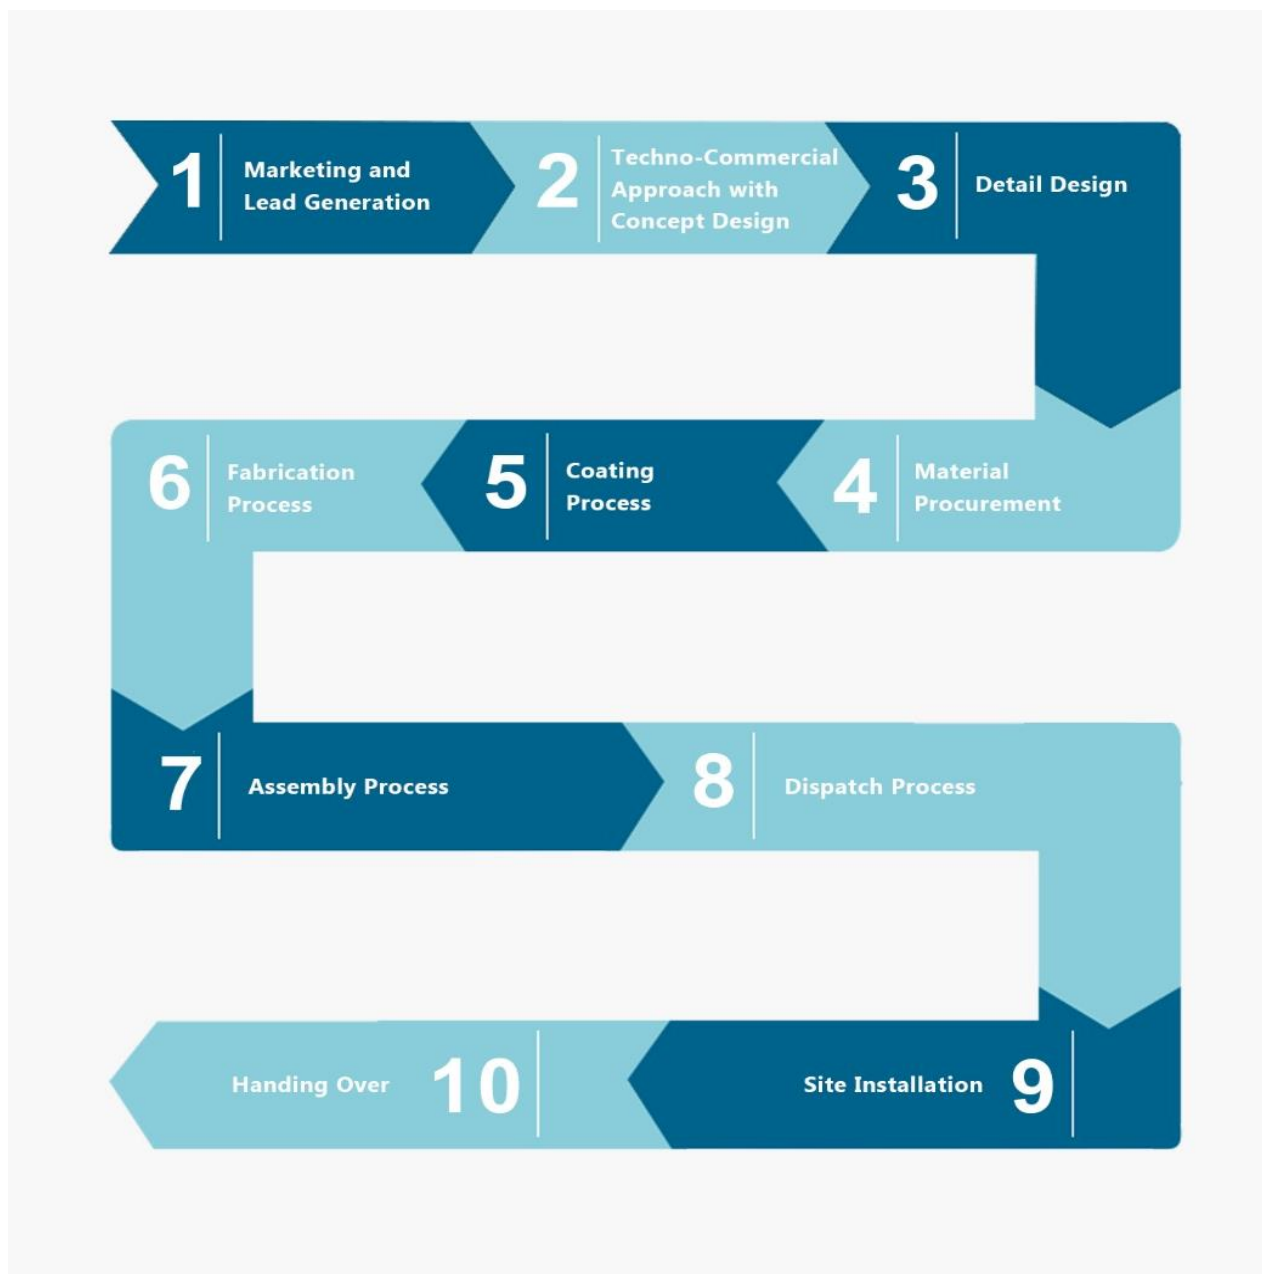 1
Marketing and
Lead Generation
2
Techno-Commercial
Approach with
Concept Design
3
Detail Design
4
Material
Procurement
5
Coating
Process
6
Fabrication
Process
7
Assembly Process
8
Dispatch Process
9
Site Installation
10
Handing Over